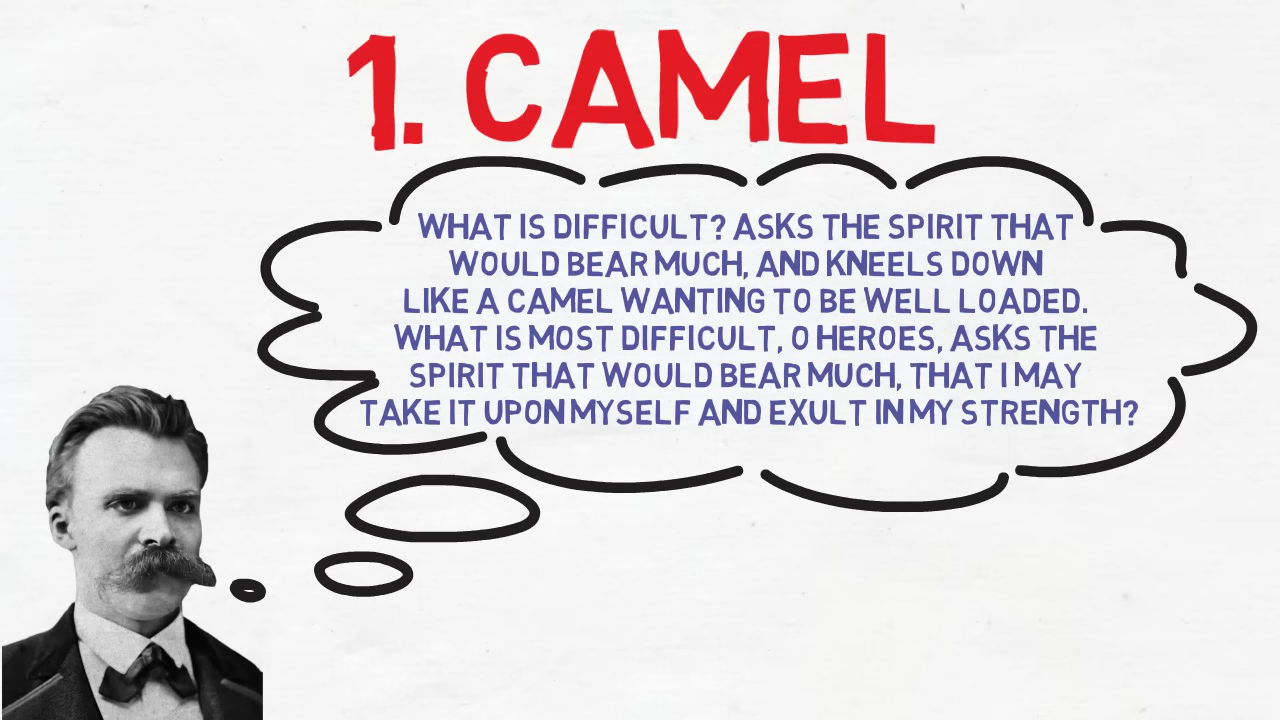 1. CAMEL
WHAT IS DIFFICULT? ASKS THE SPIRIT THAT
WOULD BEAR MUCH, AND KNEELS DOWN
LIKE A CAMEL WANTING TO BE WELL LOADED.
WHAT IS MOST DIFFICULT, O HEROES, ASKS THE
SPIRIT THAT WOULD BEAR MUCH, THAT I MAY
TAKE IT UPON MYSELF AND EXULT IN MY STRENGTH?